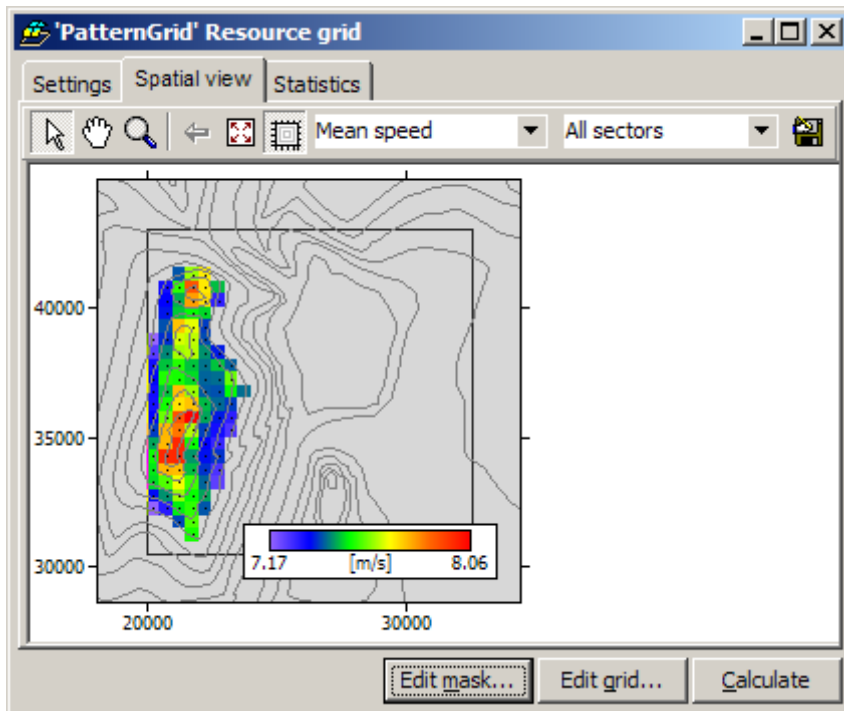 'PatternGrid' Resource grid
Settings Spatial view Statistics
Mean speed All sectors
40000
35000
30000
7.17 [m/s] 8.06
20000 30000
Edit mask... Edit grid... Calculate